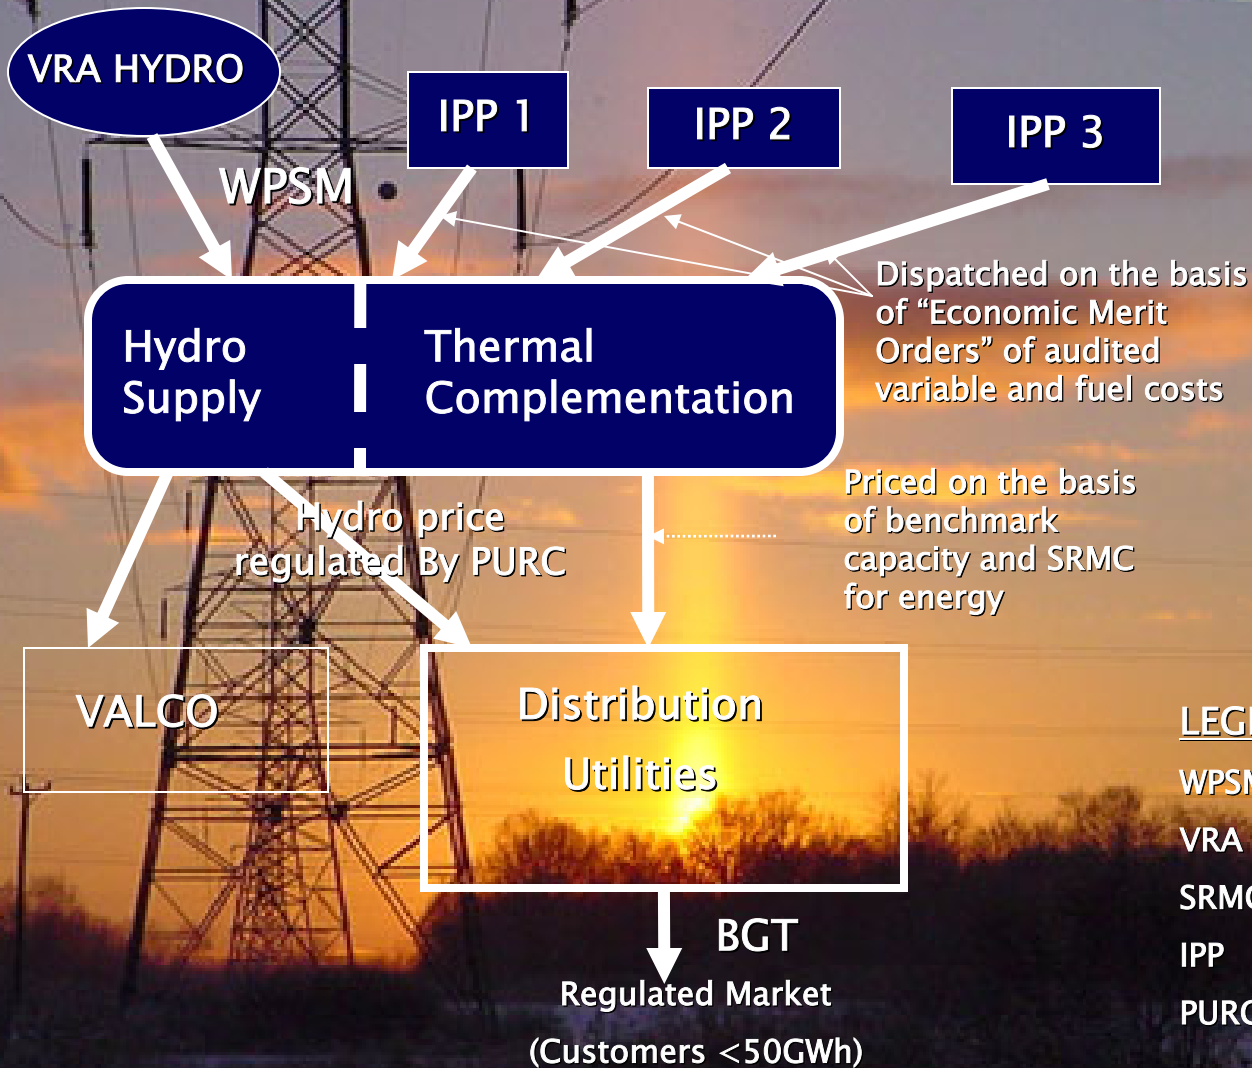 VRA HYDRO
IPP 1
IPP 2
IPP 3
WPSM
Dispatched on the basis
of “Economic Merit
Orders” of audited
variable and fuel costs
Hydro
Supply
Thermal
Complementation
Priced on the basis
of benchmark
capacity and SRMC
for energy
Hydro price
regulated By PURC
VALCO
Distribution
Utilities
WPSM
VRA
IPP
BGT
Regulated Market
(Customers <50GWh)